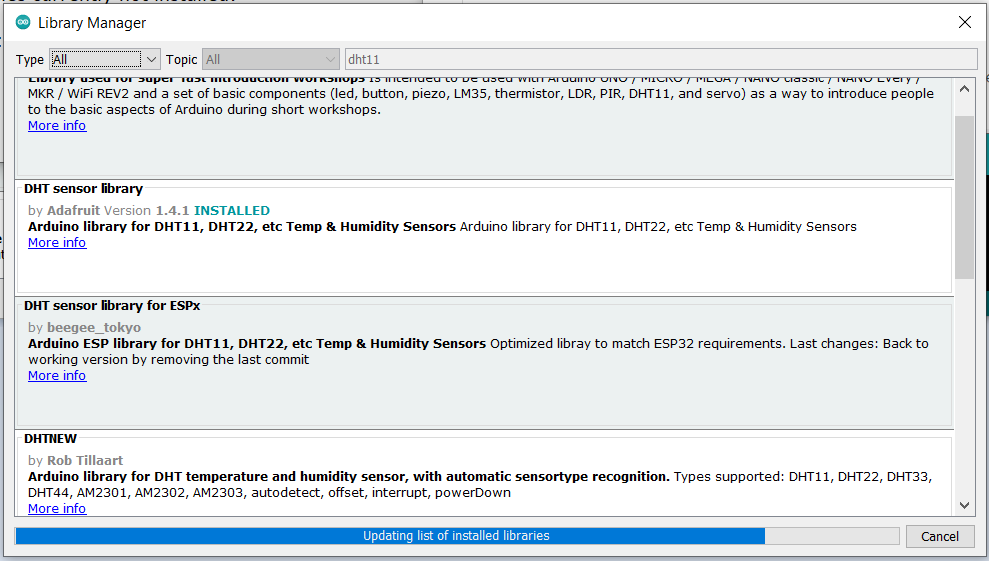 Library Manager
Type All Topic All dht11
Library used for super-fast introduction workshops is intended to be used with Arduino UNO / MICRO / MEGA / NANO classic / NANO Every /
MKR / WiFi REV2 and a set of basic components (led, button, piezo, LM35, thermistor, LDR, PIR, DHT11, and servo) as a way to introduce people
to the basic aspects of Arduino during short workshops.
More info
DHT sensor library
by Adafruit Version 1.4.1 INSTALLED
Arduino library for DHT11, DHT22, etc Temp & Humidity Sensors Arduino library for DHT11, DHT22, etc Temp & Humidity Sensors
More info
DHT sensor library for ESPx
by beegee_tokyo
Arduino ESP library for DHT11, DHT22, etc Temp & Humidity Sensors Optimized libray to match ESP32 requirements. Last changes: Back to
working version by removing the last commit
More info
DHTNEW
by Rob Tillaart
Arduino library for DHT temperature and humidity sensor, with automatic sensortype recognition. Types supported: DHT11, DHT22, DHT33,
DHT44, AM2301, AM2302, AM2303, autodetect, offset, interrupt, powerDown
More info
Updating list of installed libraries
Cancel